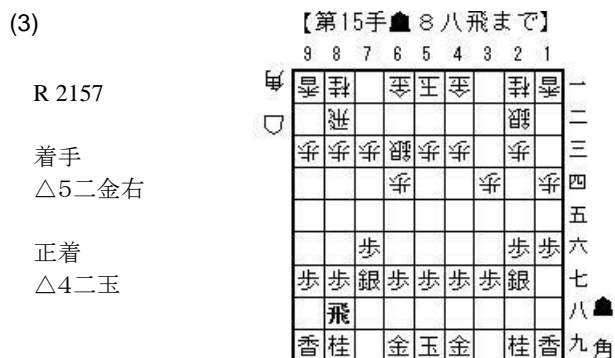 (3)
R 2157
着手
△5二金右
正着
△4二玉
【第15手☗8八飛まで】
9 8 7 6 5 4 3 2 1
☖角
香桂金玉金桂香一
飛銀二
歩歩歩銀歩歩歩三
歩歩歩四
五
歩歩歩六
歩歩銀歩歩歩歩銀七
飛八
香桂金玉金桂香九
☗角